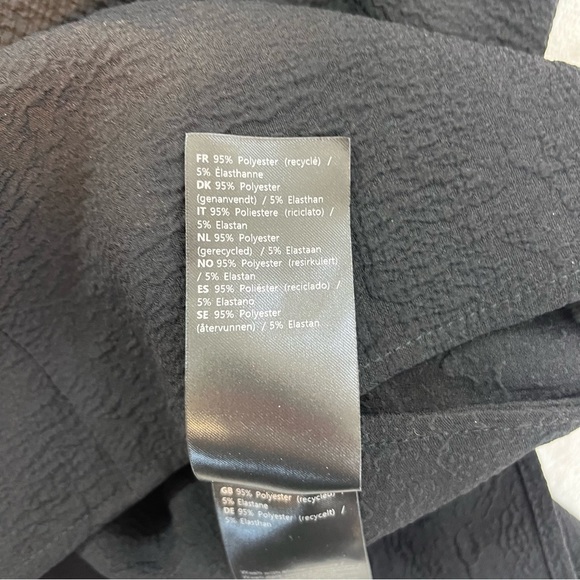 FR 95% Polyester (recyclé) /
5% Élasthanne
DK 95% Polyester
(genanvendt) / 5% Elasthan
IT 95% Poliestere (riciclato) /
5% Elastan
NL 95% Polyester
(gerecycled) / 5% Elastaan
NO 95% Polyester (resirkulert)
/ 5% Elastan
ES 95% Poliéster (reciclado) /
5% Elastano
SE 95% Polyester
(återvunnen) / 5% Elastan
GB 95% Polyester (recycled) /
5% Elastane
DE 95% Polyester (recycelt) /
5% Elasthan